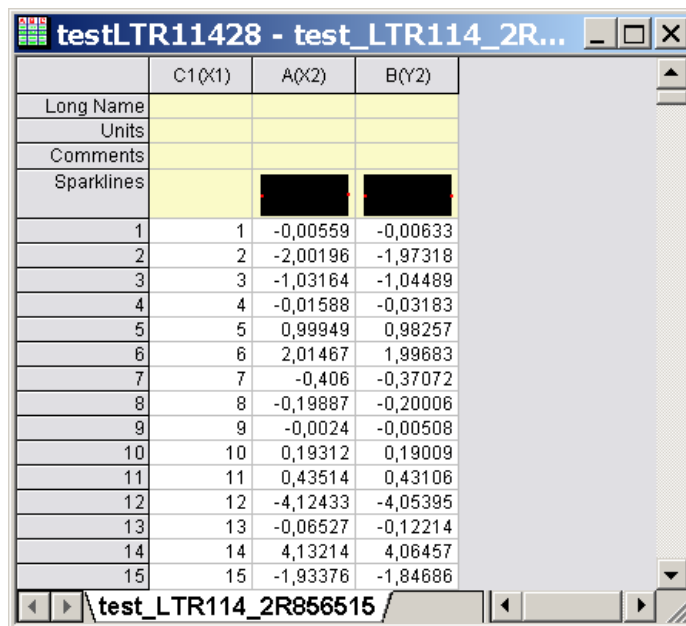 testLTR11428 - test_LTR114_2R...
C1(X1) A(X2) B(Y2)
Long Name
Units
Comments
Sparklines
1 1 -0,00559 -0,00633
2 2 -2,00196 -1,97318
3 3 -1,03164 -1,04489
4 4 -0,01588 -0,03183
5 5 0,99949 0,98257
6 6 2,01467 1,99683
7 7 -0,406 -0,37072
8 8 -0,19887 -0,20006
9 9 -0,0024 -0,00508
10 10 0,19312 0,19009
11 11 0,43514 0,43106
12 12 -4,12433 -4,05395
13 13 -0,06527 -0,12214
14 14 4,13214 4,06457
15 15 -1,93376 -1,84686
test_LTR114_2R856515